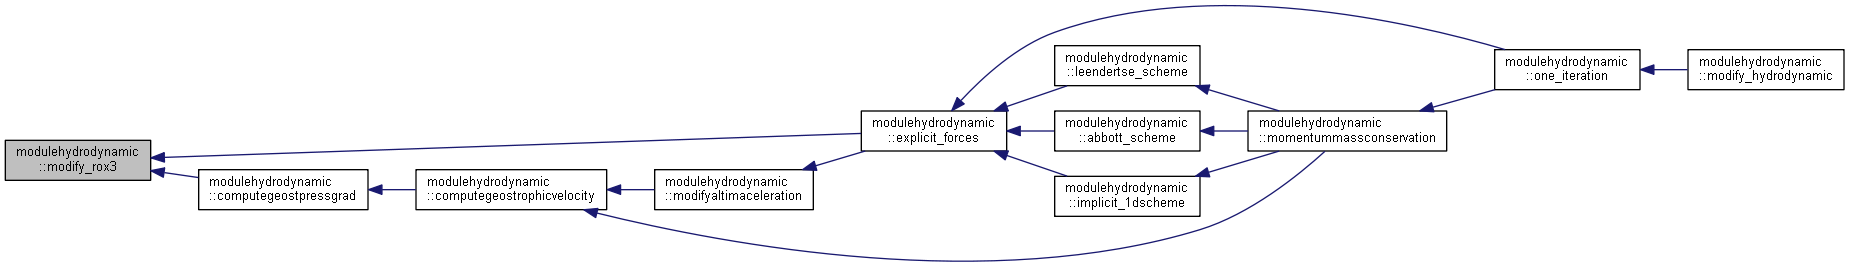 modulehydrodynamic
::modify_rox3
modulehydrodynamic
::computegeostpressgrad
modulehydrodynamic
::computegeostrophicvelocity
modulehydrodynamic
::modifyaltimaceleration
modulehydrodynamic
::explicit_forces
modulehydrodynamic
::leendertse_scheme
modulehydrodynamic
::abbott_scheme
modulehydrodynamic
::implicit_1dscheme
modulehydrodynamic
::momentummassconservation
modulehydrodynamic
::one_iteration
modulehydrodynamic
::modify_hydrodynamic